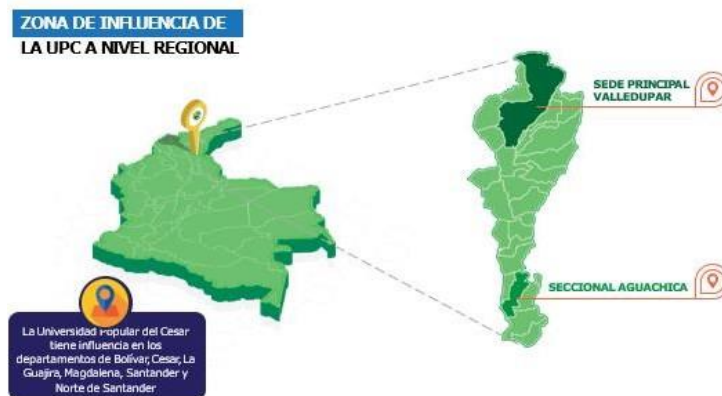 ZONA DE INFLUENCIA DE
LA UPC A NIVEL REGIONAL
SEDE PRINCIPAL
VALLEDUPAR
SECCIONAL AGUACHICA
La Universidad Popular del Cesar
tiene influencia en los
departamentos de Bolívar, Cesar, La
Guajira, Magdalena, Santander y
Norte de Santander